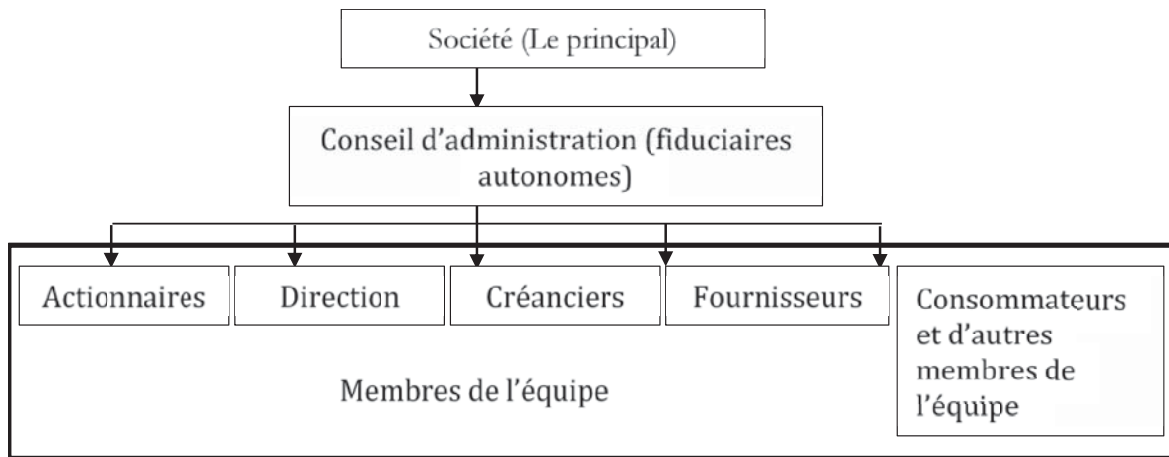 Société (Le principal)
Conseil d'administration (fiduciaires
autonomes)
Actionnaires
Direction
Créanciers
Fournisseurs
Consommateurs
et d'autres
membres de
l'équipe
Membres de l'équipe